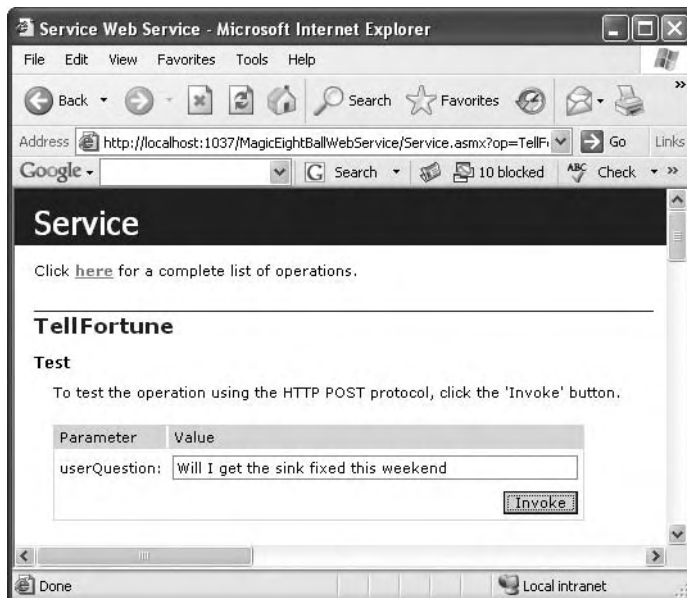 Service Web Service - Microsoft Internet Explorer
File Edit View Favorites Tools Help
Back Search Favorites »
Address http://localhost:1037/MagicEightBallWebService/Service.asmx?op=TellF Go Links
Google G Search 10 blocked ABC Check »
Service
Click here for a complete list of operations.
TellFortune
Test
To test the operation using the HTTP POST protocol, click the 'Invoke' button.
Parameter Value
userQuestion: Will I get the sink fixed this weekend
Invoke
Done Local intranet